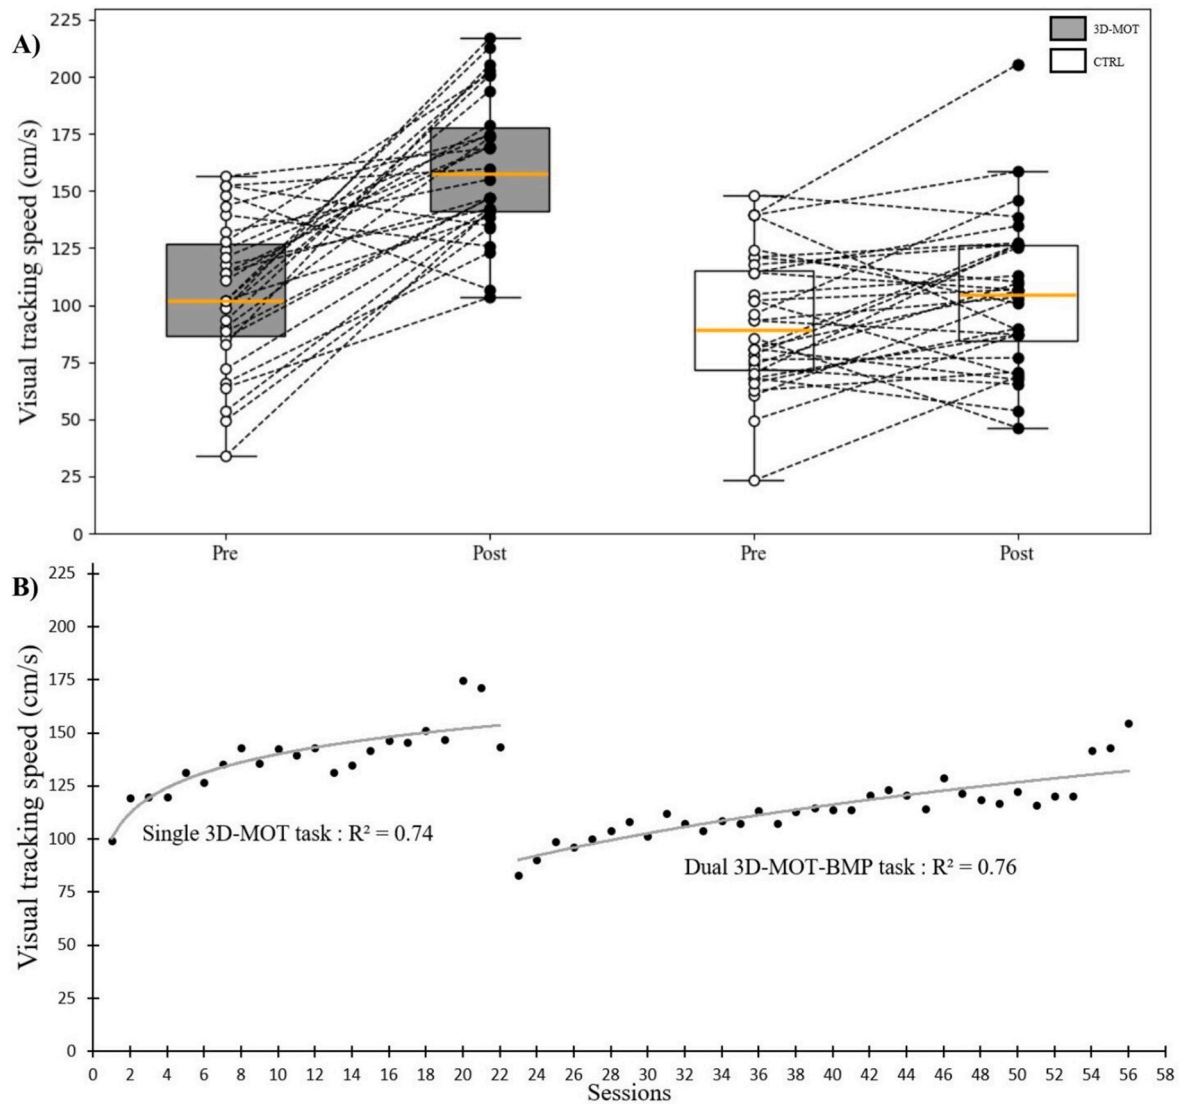 A)
Visual tracking speed (cm/s)
225
200
175
150
125
100
75
50
25
0
3D-MOT
CTRL
Pre Post Pre Post
B)
Visual tracking speed (cm/s)
225
200
175
150
125
100
75
50
25
0
Single 3D-MOT task : R² = 0.74
Dual 3D-MOT-BMP task : R² = 0.76
0 2 4 6 8 10 12 14 16 18 20 22 24 26 28 30 32 34 36 38 40 42 44 46 48 50 52 54 56 58
Sessions